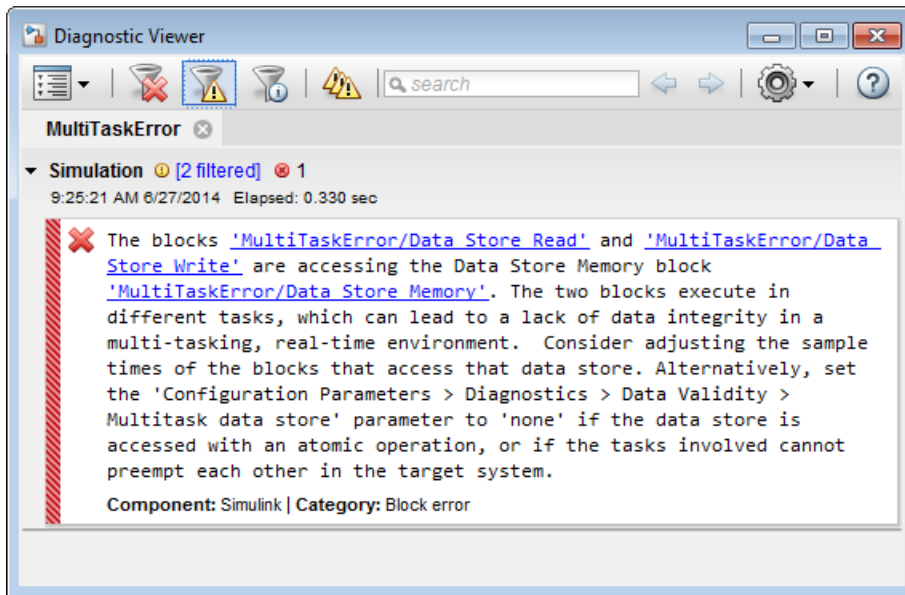 Diagnostic Viewer
search
MultiTaskError
Simulation [2 filtered] 1
9:25:21 AM 6/27/2014 Elapsed: 0.330 sec
The blocks 'MultiTaskError/Data Store Read' and 'MultiTaskError/Data
Store Write' are accessing the Data Store Memory block
'MultiTaskError/Data Store Memory'. The two blocks execute in
different tasks, which can lead to a lack of data integrity in a
multi-tasking, real-time environment.  Consider adjusting the sample
times of the blocks that access that data store. Alternatively, set
the 'Configuration Parameters > Diagnostics > Data Validity >
Multitask data store' parameter to 'none' if the data store is
accessed with an atomic operation, or if the tasks involved cannot
preempt each other in the target system.
Component: Simulink | Category: Block error